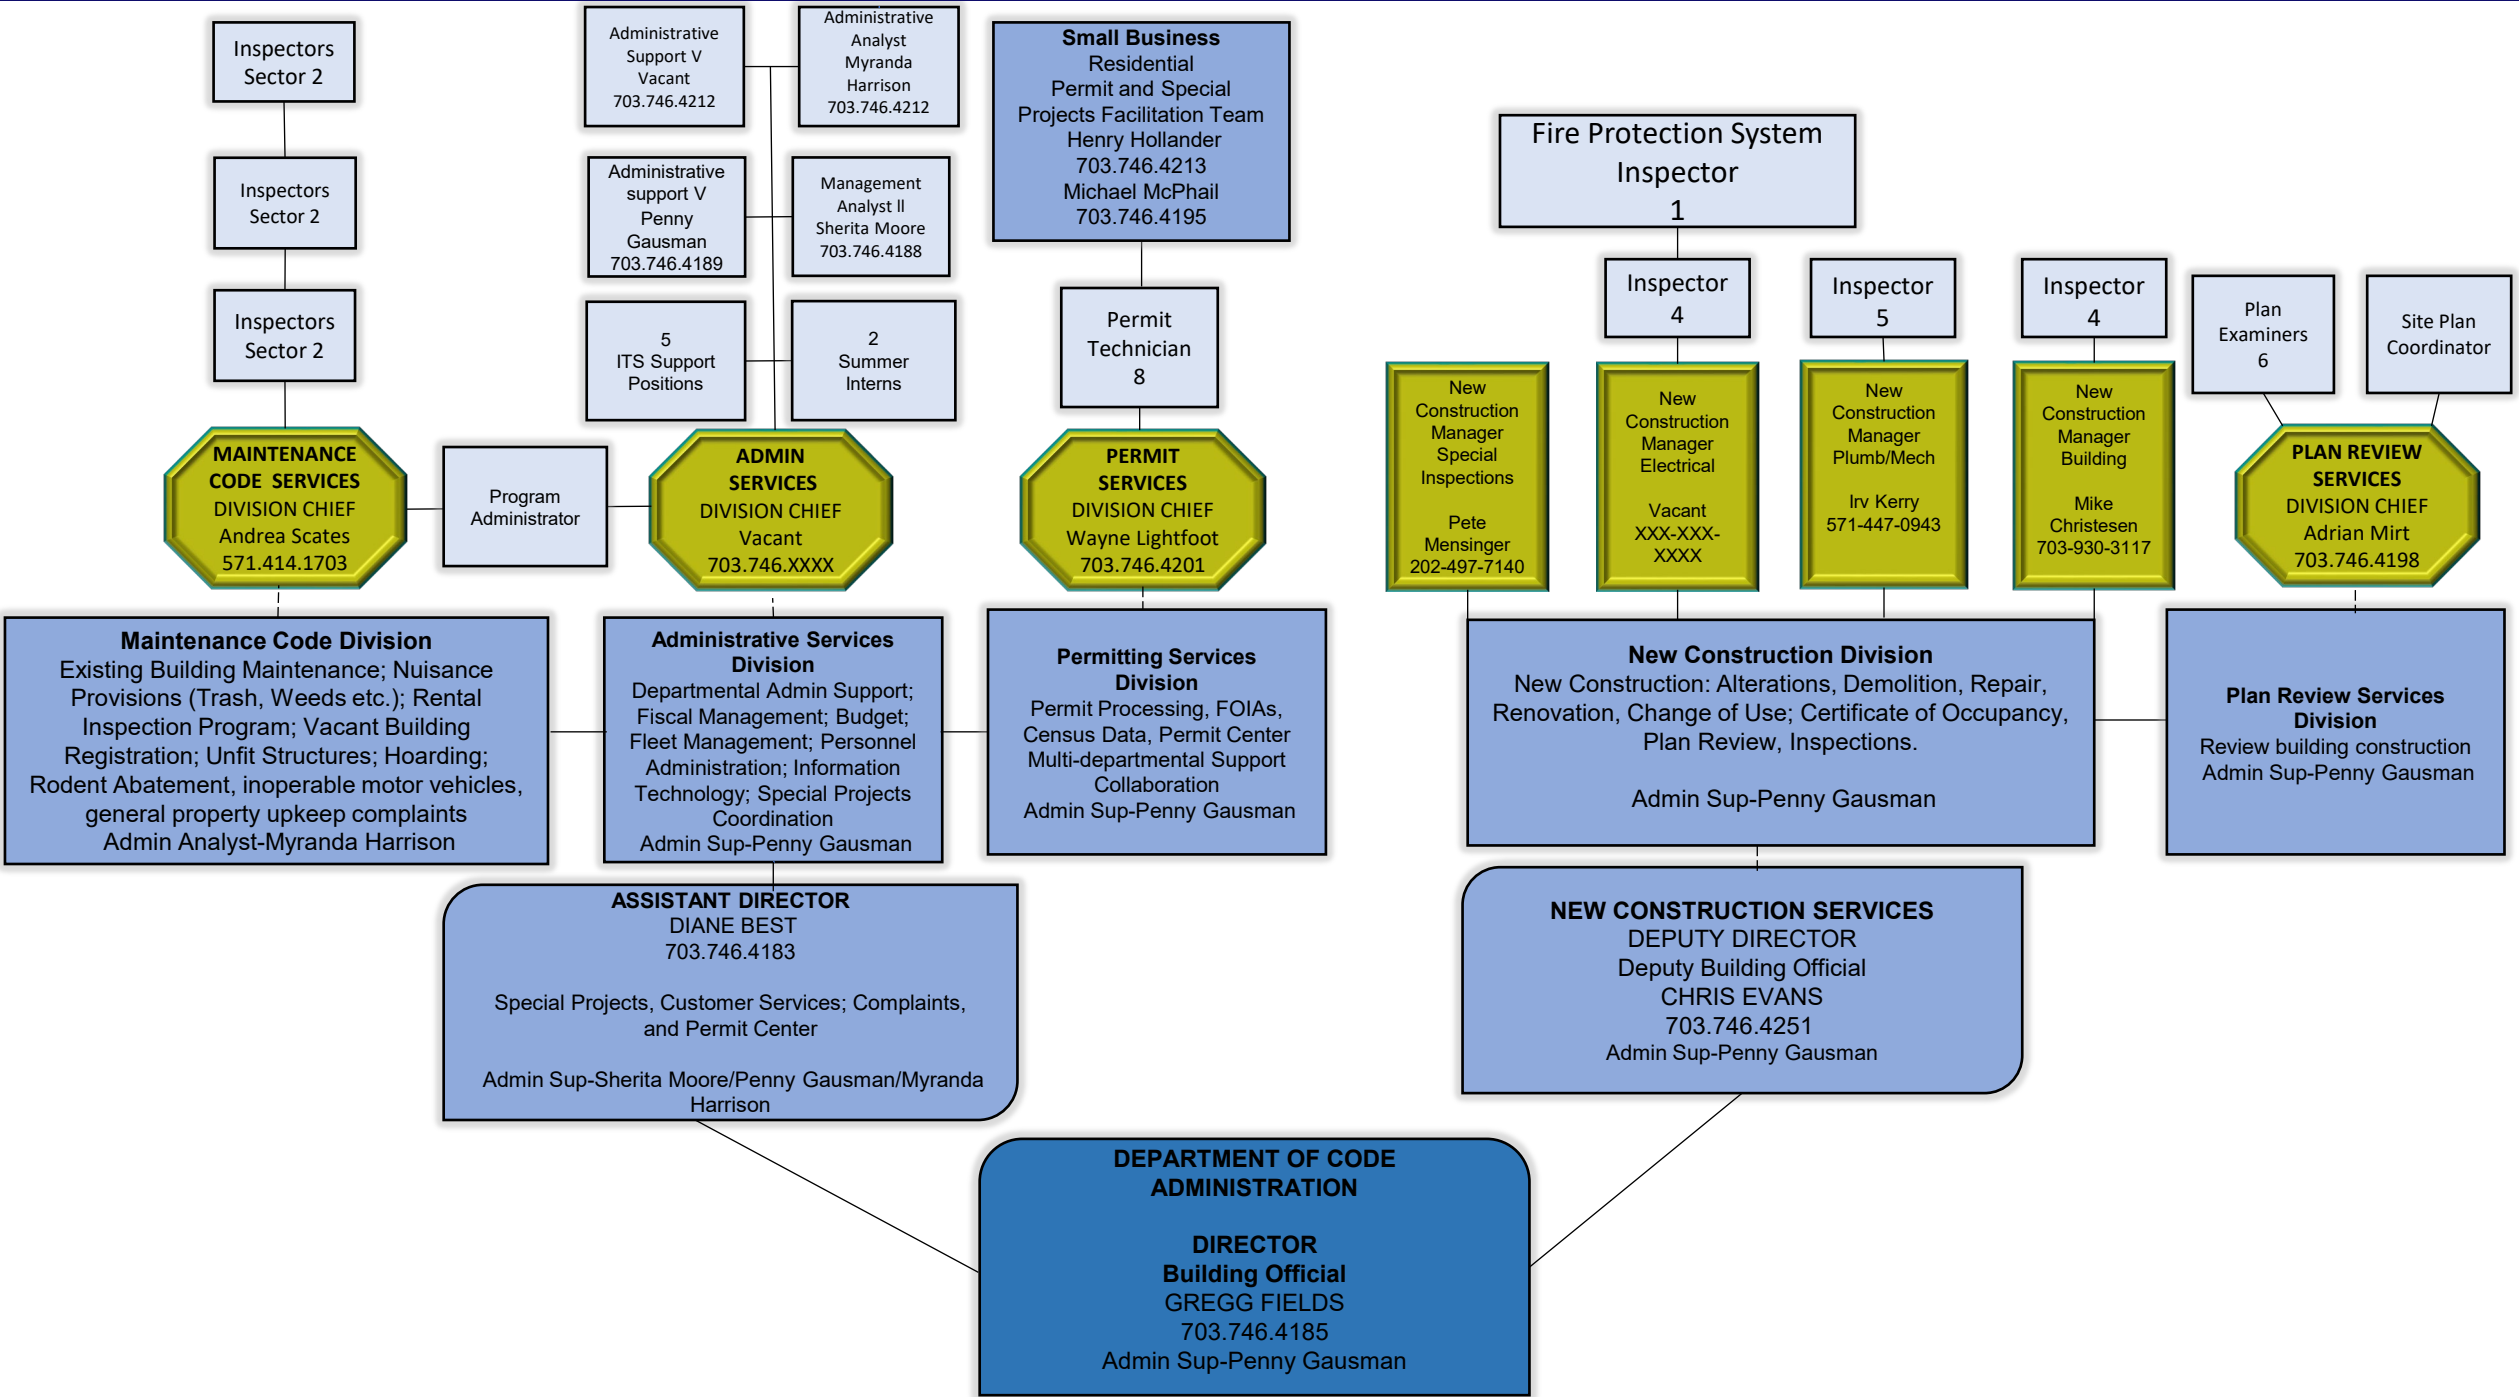 Inspectors
Sector 2
Administrative
Support V
Vacant
703.746.4212
Administrative
Analyst
Myranda
Harrison
703.746.4212
Small Business
Residential
Permit and Special
Projects Facilitation Team
Henry Hollander
703.746.4213
Michael McPhail
703.746.4195
Fire Protection System
Inspector
1
Inspectors
Sector 2
Administrative
support V
Penny
Gausman
703.746.4189
Management
Analyst ll
Sherita Moore
703.746.4188
Inspectors
Sector 2
5
ITS Support
Positions
2
Summer
Interns
Permit
Technician
8
Inspector
4
Inspector
5
Inspector
4
Plan
Examiners
6
Site Plan
Coordinator
MAINTENANCE
CODE SERVICES
DIVISION CHIEF
Andrea Scates
571.414.1703
Program
Administrator
ADMIN
SERVICES
DIVISION CHIEF
Vacant
703.746.XXXX
PERMIT
SERVICES
DIVISION CHIEF
Wayne Lightfoot
703.746.4201
New
Construction
Manager
Special
Inspections
Pete
Mensinger
202-497-7140
New
Construction
Manager
Electrical
Vacant
XXX-XXX-
XXXX
New
Construction
Manager
Plumb/Mech
Irv Kerry
571-447-0943
New
Construction
Manager
Building
Mike
Christesen
703-930-3117
PLAN REVIEW
SERVICES
DIVISION CHIEF
Adrian Mirt
703.746.4198
Maintenance Code Division
Existing Building Maintenance; Nuisance
Provisions (Trash, Weeds etc.); Rental
Inspection Program; Vacant Building
Registration; Unfit Structures; Hoarding;
Rodent Abatement, inoperable motor vehicles,
general property upkeep complaints
Admin Analyst-Myranda Harrison
Administrative Services
Division
Departmental Admin Support;
Fiscal Management; Budget;
Fleet Management; Personnel
Administration; Information
Technology; Special Projects
Coordination
Admin Sup-Penny Gausman
Permitting Services
Division
Permit Processing, FOIAs,
Census Data, Permit Center
Multi-departmental Support
Collaboration
Admin Sup-Penny Gausman
New Construction Division
New Construction: Alterations, Demolition, Repair,
Renovation, Change of Use; Certificate of Occupancy,
Plan Review, Inspections.
Admin Sup-Penny Gausman
Plan Review Services
Division
Review building construction
Admin Sup-Penny Gausman
ASSISTANT DIRECTOR
DIANE BEST
703.746.4183
Special Projects, Customer Services; Complaints,
and Permit Center
Admin Sup-Sherita Moore/Penny Gausman/Myranda
Harrison
NEW CONSTRUCTION SERVICES
DEPUTY DIRECTOR
Deputy Building Official
CHRIS EVANS
703.746.4251
Admin Sup-Penny Gausman
DEPARTMENT OF CODE
ADMINISTRATION
DIRECTOR
Building Official
GREGG FIELDS
703.746.4185
Admin Sup-Penny Gausman